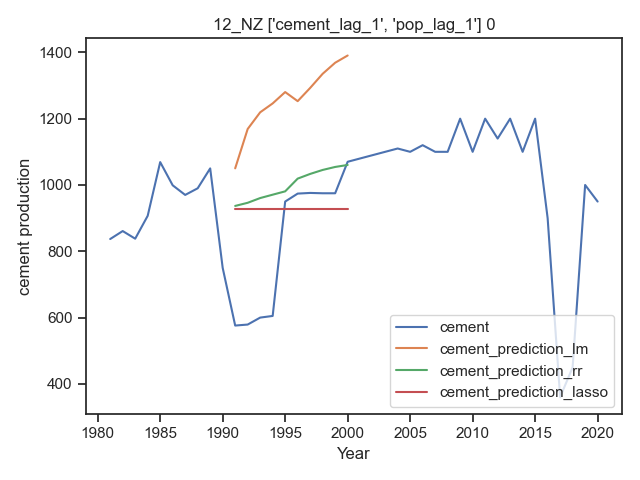 12_NZ ['cement_lag_1', 'pop_lag_1'] 0
1400
1200
1000
800
600
400
cement production
cement
cement_prediction_lm
cement_prediction_rr
cement_prediction_lasso
1980 1985 1990 1995 2000 2005 2010 2015 2020
Year